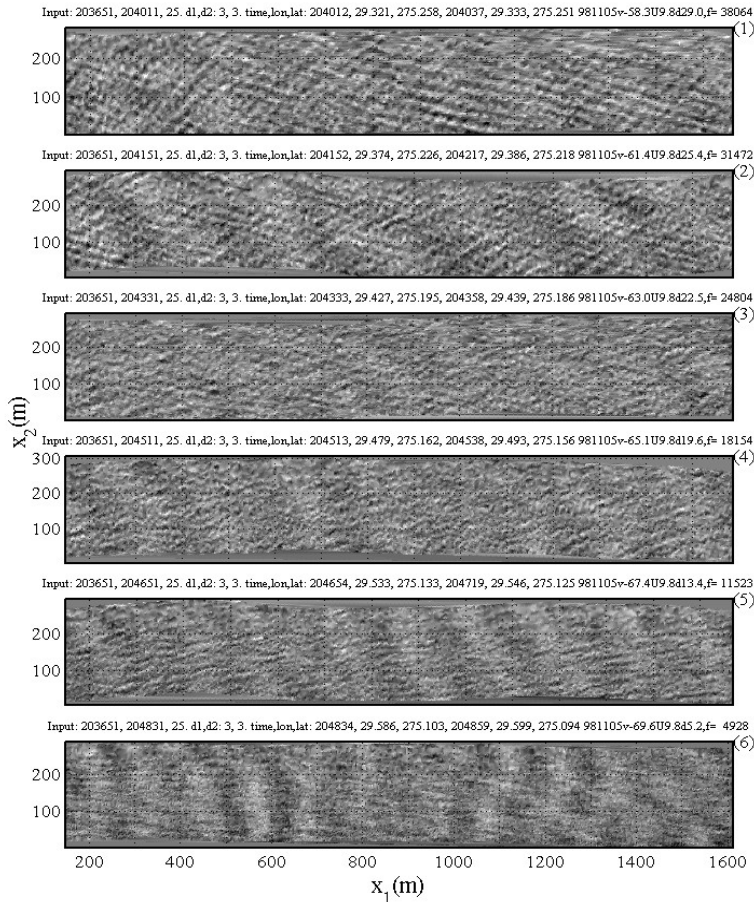 Input: 203651, 204011, 25. d1,d2: 3, 3. time,lon,lat: 204012, 29.321, 275.258, 204037, 29.333, 275.251 981105v-58.3U9.8d29.0,f= 38064
(1)
200
100
Input: 203651, 204151, 25. d1,d2: 3, 3. time,lon,lat: 204152, 29.374, 275.226, 204217, 29.386, 275.218 981105v-61.4U9.8d25.4,f= 31472
(2)
200
100
Input: 203651, 204331, 25. d1,d2: 3, 3. time,lon,lat: 204333, 29.427, 275.195, 204358, 29.439, 275.186 981105v-63.0U9.8d22.5,f= 24804
(3)
200
100
x2(m)
Input: 203651, 204511, 25. d1,d2: 3, 3. time,lon,lat: 204513, 29.479, 275.162, 204538, 29.493, 275.156 981105v-65.1U9.8d19.6,f= 18154
(4)
300
200
100
Input: 203651, 204651, 25. d1,d2: 3, 3. time,lon,lat: 204654, 29.533, 275.133, 204719, 29.546, 275.125 981105v-67.4U9.8d13.4,f= 11523
(5)
200
100
Input: 203651, 204831, 25. d1,d2: 3, 3. time,lon,lat: 204834, 29.586, 275.103, 204859, 29.599, 275.094 981105v-69.6U9.8d5.2,f= 4928
(6)
200
100
200 400 600 800 1000 1200 1400 1600
x1(m)